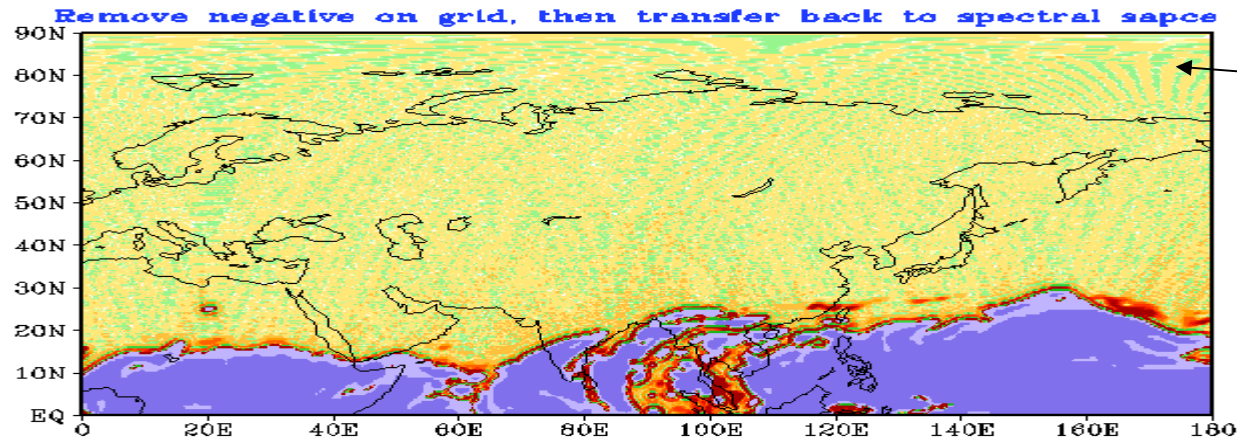 Remove negative on grid, then transfer back to spectral sapce
90N
80N
70N
60N
50N
40N
30N
20N
10N
EQ
0 20E 40E 60E 80E 100E 120E 140E 160E 180